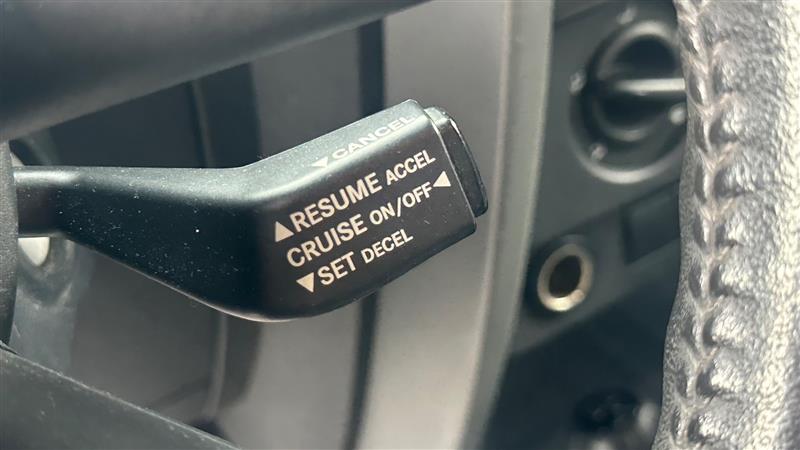 CANCEL
RESUME ACCEL
CRUISE ON/OFF
SET DECEL